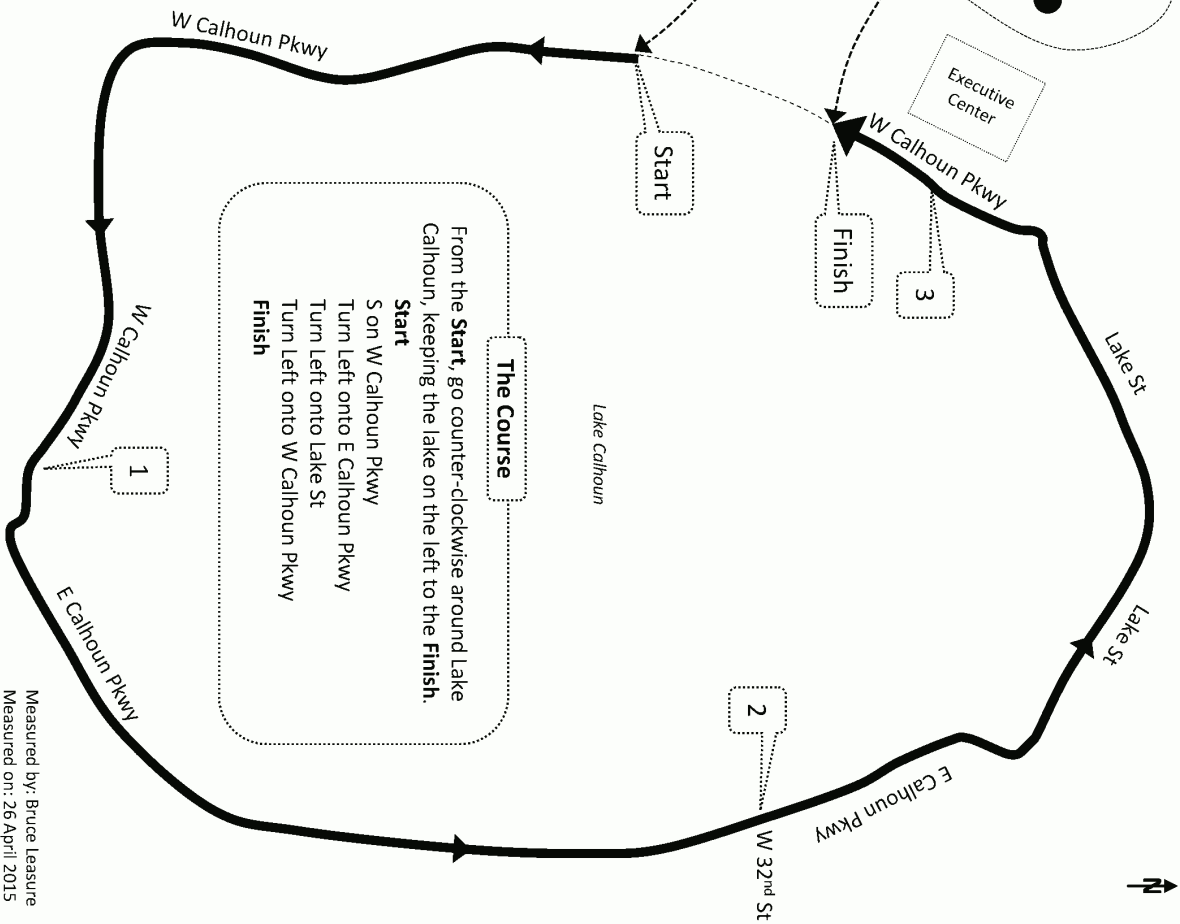 W Calhoun Pkwy
Start
Executive
Center
W Calhoun Pkwy
Finish
3
Lake St
Lake Calhoun
The Course
From the Start, go counter-clockwise around Lake
Calhoun, keeping the lake on the left to the Finish.
Start
S on W Calhoun Pkwy
Turn Left onto E Calhoun Pkwy
Turn Left onto Lake St
Turn Left onto W Calhoun Pkwy
Finish
W Calhoun Pkwy
1
E Calhoun Pkwy
Lake St
2
E Calhoun Pkwy
W 32nd St
N
Measured by: Bruce Leasure
Measured on: 26 April 2015